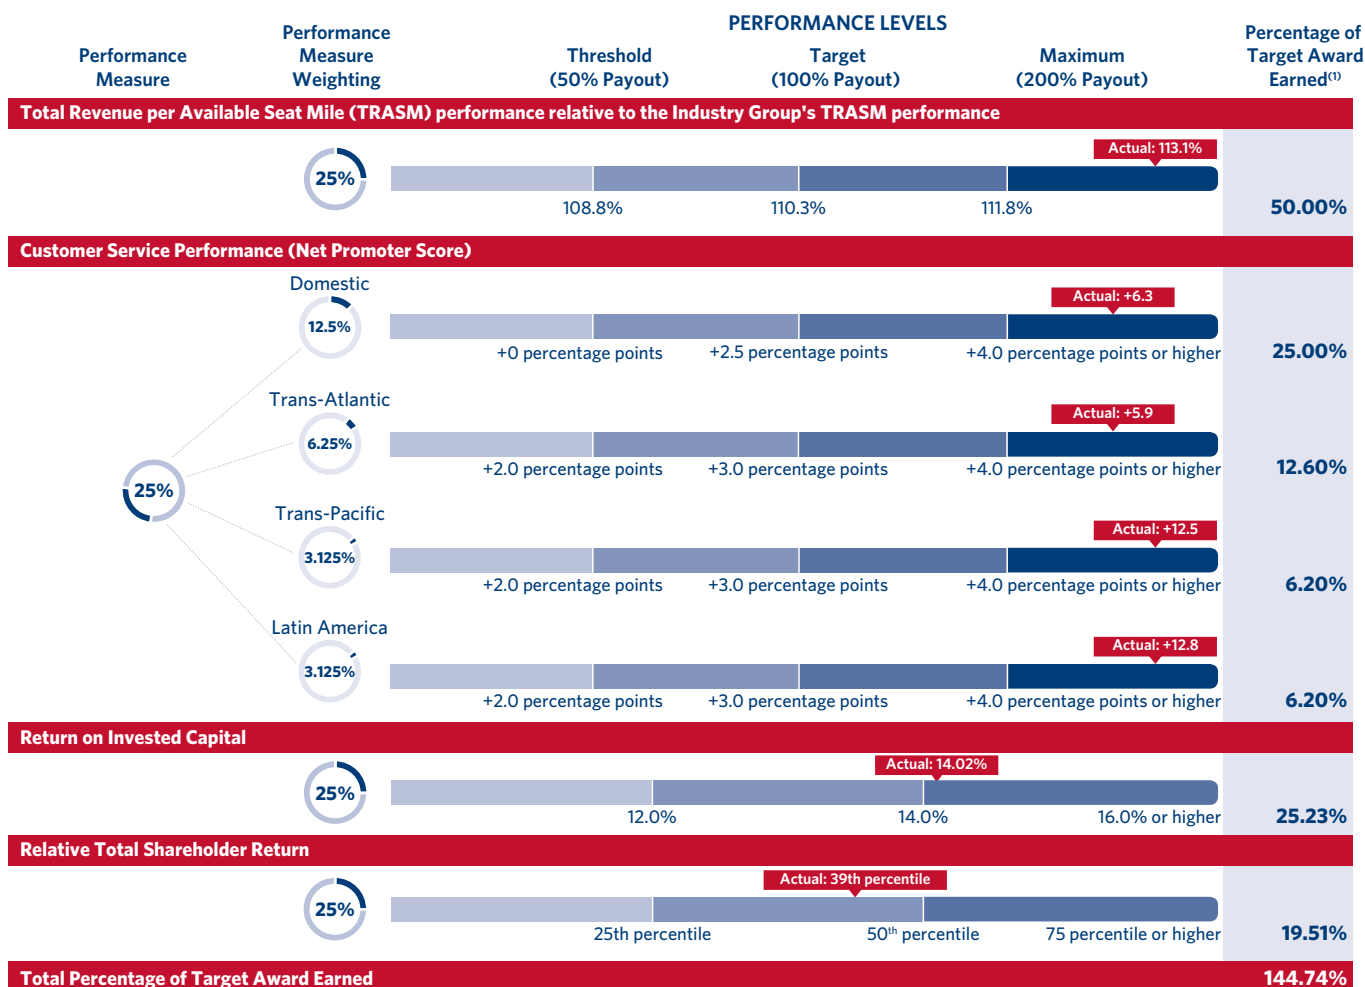 PERFORMANCE LEVELS
Performance
Measure
Performance
Measure
Weighting
Threshold
(50% Payout)
Target
(100% Payout)
Maximum
(200% Payout)
Percentage of
Target Award
Earned(1)
Total Revenue per Available Seat Mile (TRASM) performance relative to the Industry Group's TRASM performance
25%
Actual: 113.1%
108.8%
110.3%
111.8%
50.00%
Customer Service Performance (Net Promoter Score)
25%
Domestic
12.5%
Actual: +6.3
+0 percentage points
+2.5 percentage points
+4.0 percentage points or higher
25.00%
Trans-Atlantic
6.25%
Actual: +5.9
+2.0 percentage points
+3.0 percentage points
+4.0 percentage points or higher
12.60%
Trans-Pacific
3.125%
Actual: +12.5
+2.0 percentage points
+3.0 percentage points
+4.0 percentage points or higher
6.20%
Latin America
3.125%
Actual: +12.8
+2.0 percentage points
+3.0 percentage points
+4.0 percentage points or higher
6.20%
Return on Invested Capital
25%
Actual: 14.02%
12.0%
14.0%
16.0% or higher
25.23%
Relative Total Shareholder Return
25%
Actual: 39th percentile
25th percentile
50th percentile
75 percentile or higher
19.51%
Total Percentage of Target Award Earned
144.74%